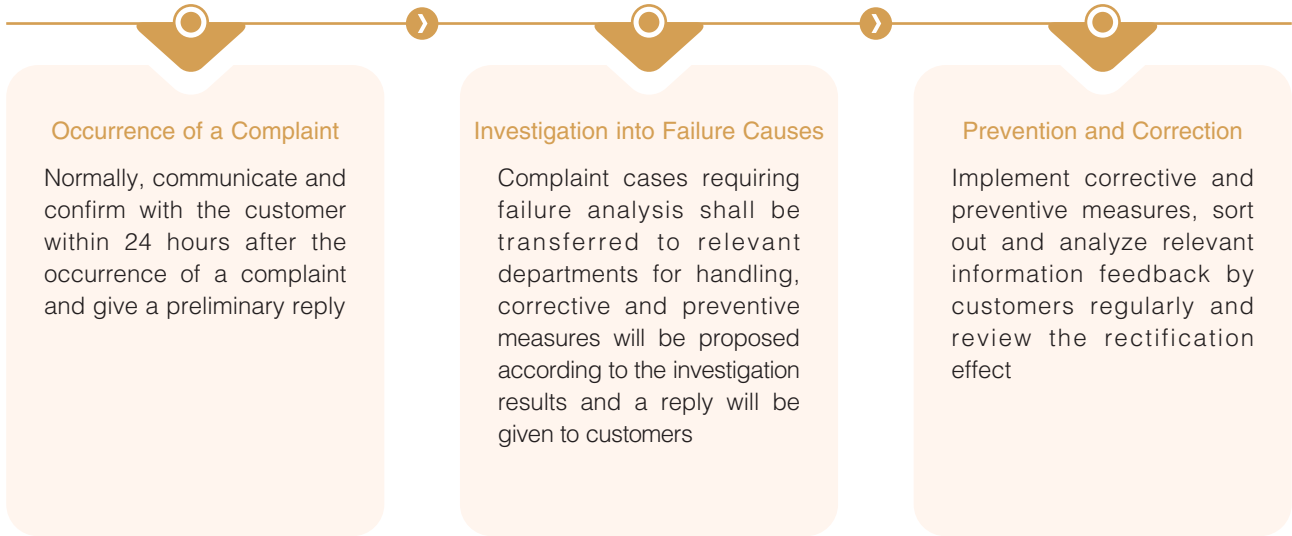 Occurrence of a Complaint
Normally, communicate and
confirm with the customer
within 24 hours after the
occurrence of a complaint
and give a preliminary reply
Investigation into Failure Causes
Complaint cases requiring
failure analysis shall be
transferred to relevant
departments for handling,
corrective and preventive
measures will be proposed
according to the investigation
results and a reply will be
given to customers
Prevention and Correction
Implement corrective and
preventive measures, sort
out and analyze relevant
information feedback by
customers regularly and
review the rectification
effect